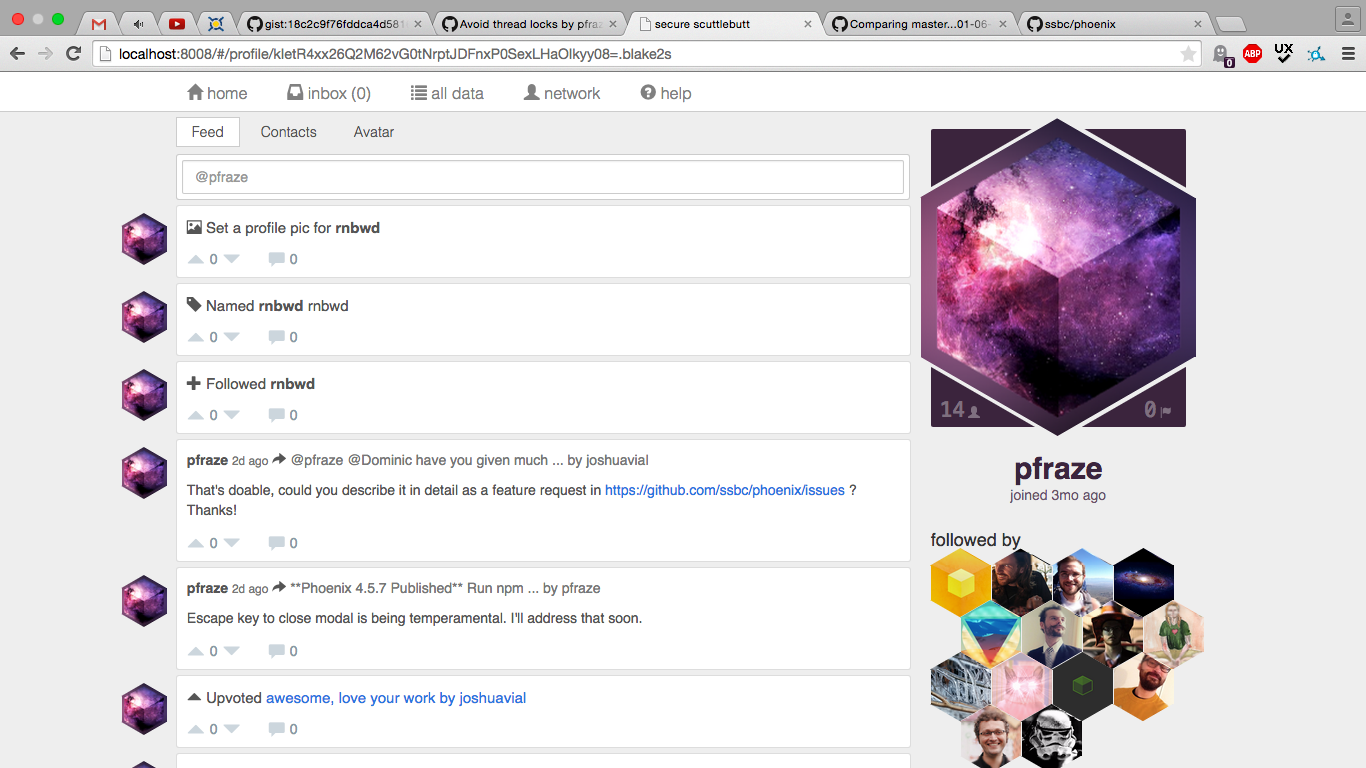 gist:18c2c9f76fddca4d581
Avoid thread locks by pfraz
secure scuttlebutt
Comparing master...01-06-
ssbc/phoenix
localhost:8008/#/profile/kletR4xx26Q2M62vG0tNrptJDFnxP0SexLHaOlkyy08=.blake2s
0
ABP
UX
home
inbox (0)
all data
network
help
Feed
Contacts
Avatar
@pfraze
Set a profile pic for rnbwd
0
0
Named rnbwd rnbwd
0
0
Followed rnbwd
0
0
pfraze 2d ago @pfraze @Dominic have you given much ... by joshuavial
That's doable, could you describe it in detail as a feature request in https://github.com/ssbc/phoenix/issues ?
Thanks!
0
0
pfraze 2d ago **Phoenix 4.5.7 Published** Run npm ... by pfraze
Escape key to close modal is being temperamental. I'll address that soon.
0
0
Upvoted awesome, love your work by joshuavial
0
0
14
0
pfraze
joined 3mo ago
followed by